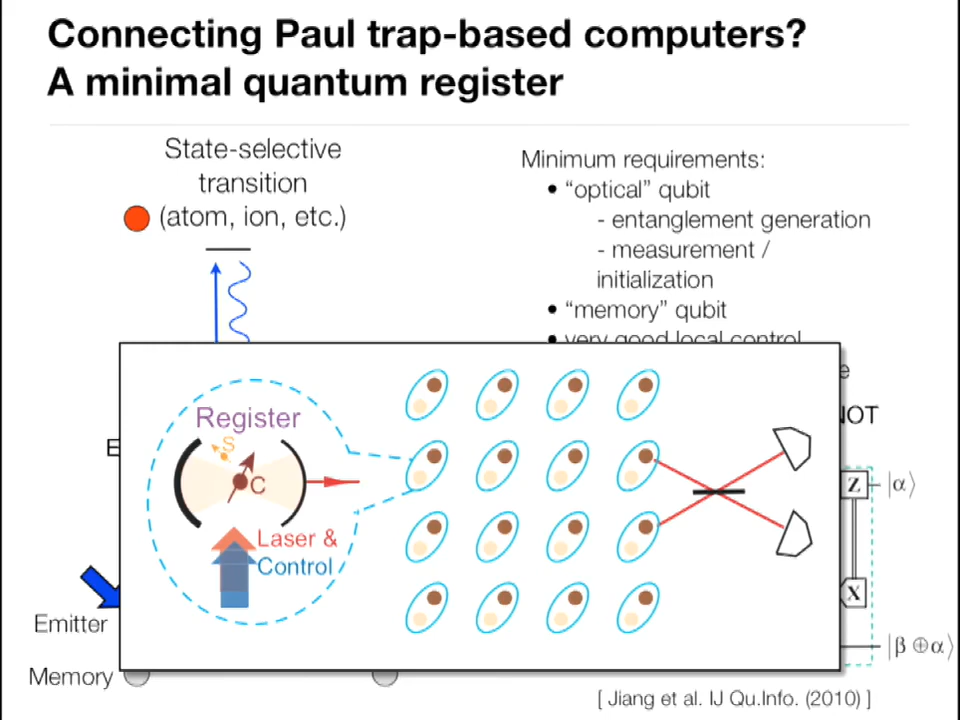 Connecting Paul trap-based computers?
A minimal quantum register
State-selective
transition
(atom, ion, etc.)
Minimum requirements:
• “optical” qubit
- entanglement generation
- measurement /
initialization
• “memory” qubit
• very good local control
Register
S
C
Laser &
Control
Z
|α⟩
X
|β ⊕α⟩
Emitter
Memory
[ Jiang et al. IJ Qu.Info. (2010) ]